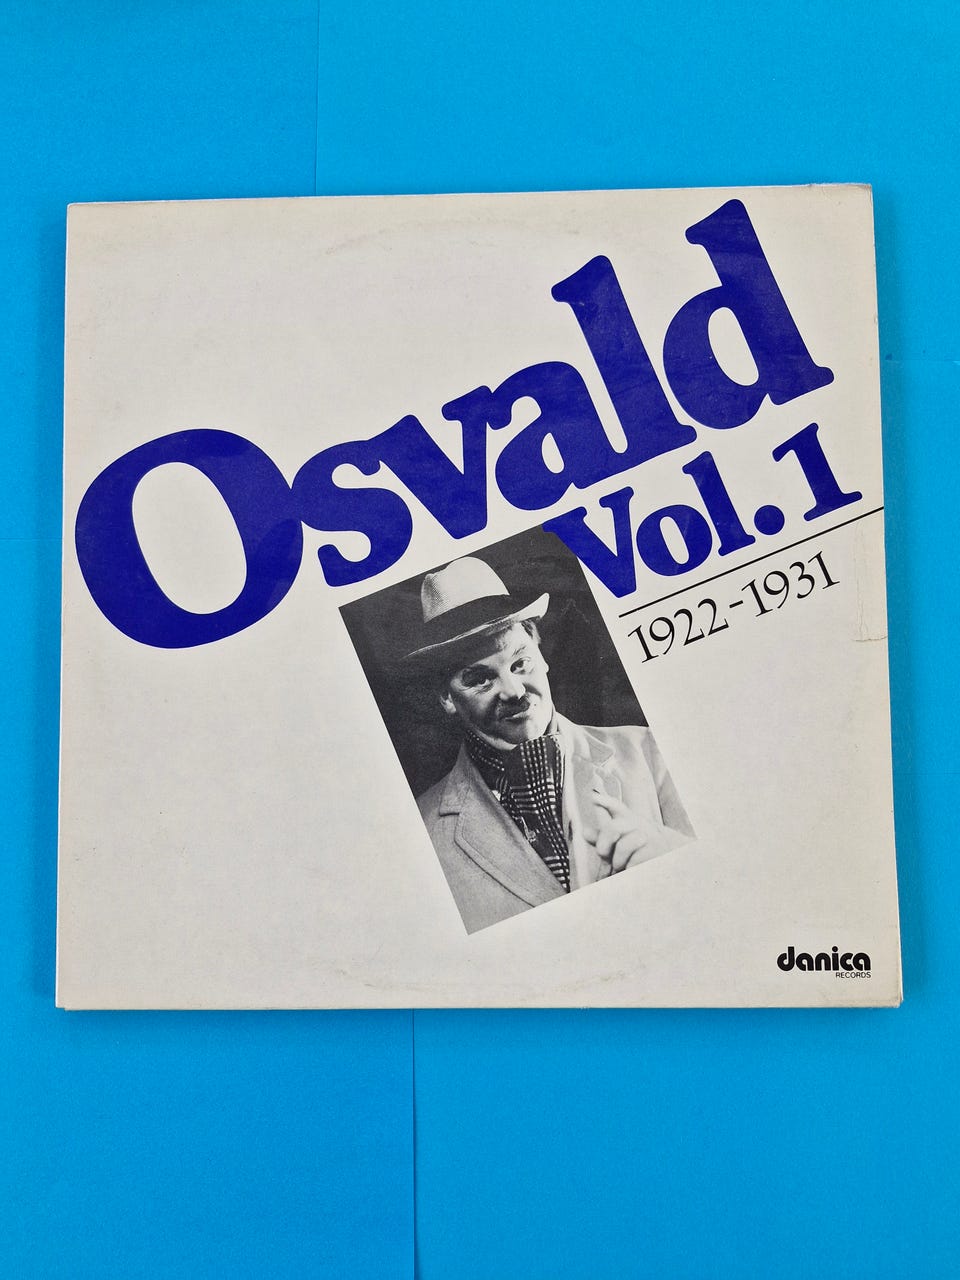 Osvald
Vol. 1
1922-1931
danica
RECORDS